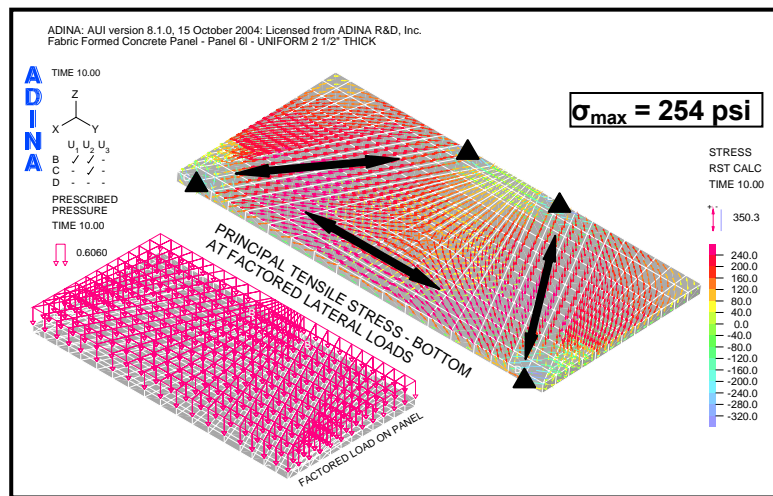 ADINA: AUI version 8.1.0, 15 October 2004: Licensed from ADINA R&D, Inc.
Fabric Formed Concrete Panel - Panel 6l - UNIFORM 2 1/2" THICK
ADINA
TIME 10.00
Z
X Y
U1 U2 U3
B ✓ ✓ -
C - ✓ -
D - - -
PRESCRIBED
PRESSURE
TIME 10.00
0.6060
σmax = 254 psi
STRESS
RST CALC
TIME 10.00
350.3
240.0
200.0
160.0
120.0
80.0
40.0
0.0
-40.0
-80.0
-120.0
-160.0
-200.0
-240.0
-280.0
-320.0
PRINCIPAL TENSILE STRESS - BOTTOM
AT FACTORED LATERAL LOADS
FACTORED LOAD ON PANEL